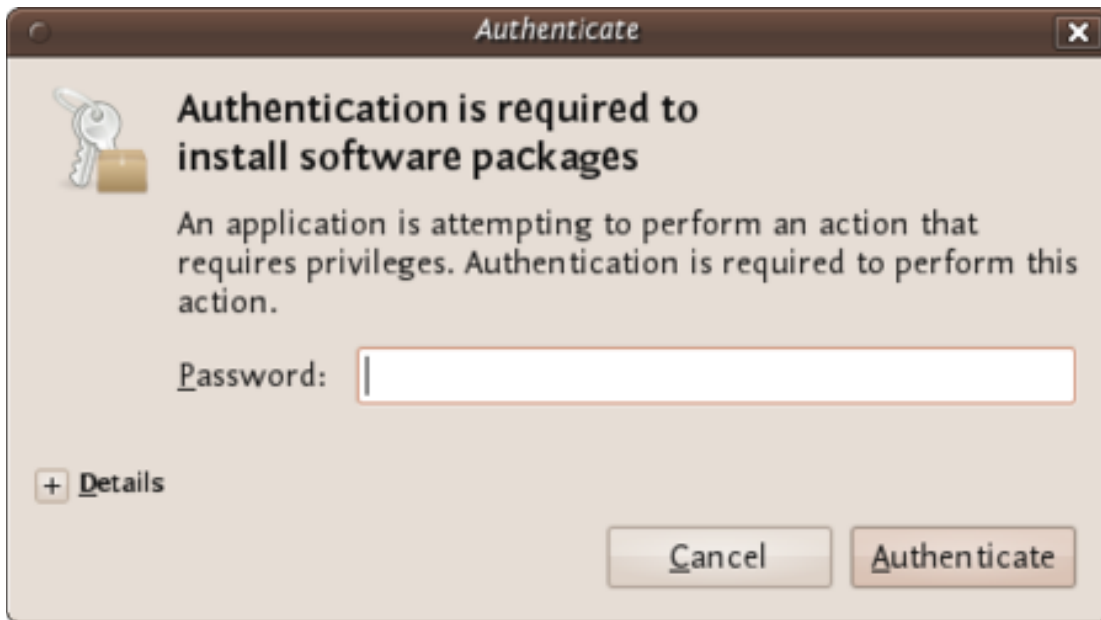 Authenticate
Authentication is required to
install software packages
An application is attempting to perform an action that
requires privileges. Authentication is required to perform this
action.
Password:
+ Details
Cancel Authenticate